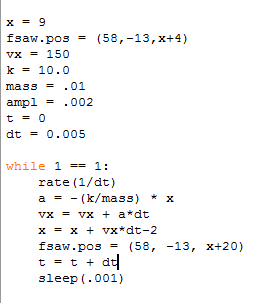 x = 9
fsaw.pos = (58,-13,x+4)
vx = 150
k = 10.0
mass = .01
ampl = .002
t = 0
dt = 0.005
while 1 == 1:
rate(1/dt)
a = -(k/mass) * x
vx = vx + a*dt
x = x + vx*dt-2
fsaw.pos = (58, -13, x+20)
t = t + dt
sleep(.001)